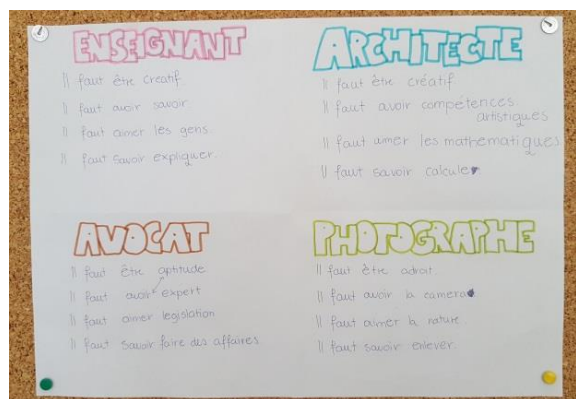 ENSEIGNANT
Il faut être creatif.
Il faut avoir savoir
Il faut aimer les gens.
Il faut savoir expliquer.
ARCHITECTE
Il faut être créatif
Il faut avoir compétences
artistiques
Il faut aimer les mathematiques
Il faut savoir calculer
AVOCAT
Il faut être aptitude
Il faut avoir expert
Il faut aimer legislation
Il faut savoir faire des affaires
PHOTOGRAPHE
Il faut être adroit.
Il faut avoir la camera
Il faut aimer la nature.
Il faut savoir enlever.